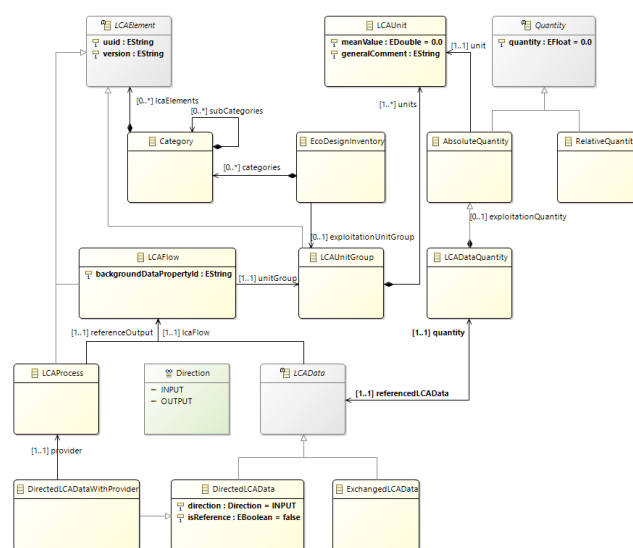 LCAElement
uuid : EString
version : EString
LCAUnit
meanValue : EDouble = 0.0
generalComment : EString
Quantity
quantity : EFloat = 0.0
[1..1] unit
[0..*] lcaElements
[0..*] subCategories
[1..*] units
Category
EcoDesignInventory
AbsoluteQuantity
RelativeQuantit
[0..*] categories
[0..1] exploitationQuantity
[0..1] exploitationUnitGroup
LCAFlow
backgroundDataPropertyId : EString
[1..1] unitGroup
LCAUnitGroup
LCADataQuantity
[1..1] referenceOutput
[1..1] lcaFlow
[1..1] quantity
LCAProcess
Direction
INPUT
OUTPUT
LCAData
[1..1] referencedLCAData
[1..1] provider
DirectedLCADataWithProvider
DirectedLCAData
direction : Direction = INPUT
isReference : EBoolean = false
ExchangedLCAData